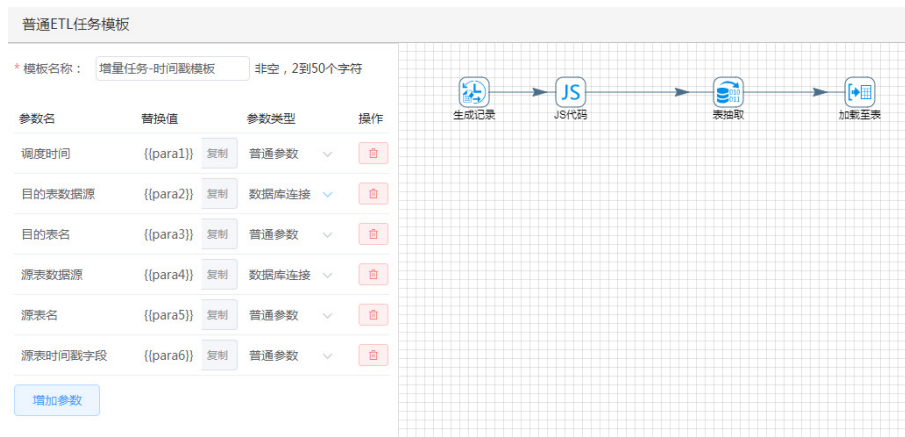 普通ETL任务模板
* 模板名称： 增量任务-时间戳模板 非空，2到50个字符
参数名 替换值 参数类型 操作
调度时间 {{para1}} 复制 普通参数
目的表数据源 {{para2}} 复制 数据库连接
目的表名 {{para3}} 复制 普通参数
源表数据源 {{para4}} 复制 数据库连接
源表名 {{para5}} 复制 普通参数
源表时间戳字段 {{para6}} 复制 普通参数
增加参数
JS
010
011
生成记录 JS代码 表抽取 加载至表